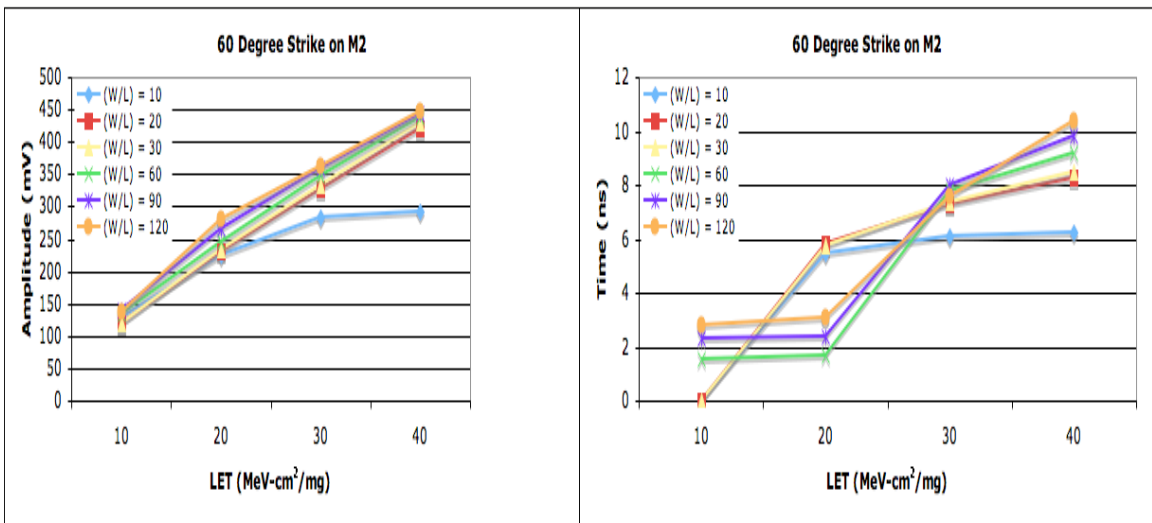 60 Degree Strike on M2
Amplitude (mV)
500
450
400
350
300
250
200
150
100
50
0
(W/L) = 10
(W/L) = 20
(W/L) = 30
(W/L) = 60
(W/L) = 90
(W/L) = 120
10 20 30 40
LET (MeV-cm²/mg)
60 Degree Strike on M2
Time (ns)
12
10
8
6
4
2
0
(W/L) = 10
(W/L) = 20
(W/L) = 30
(W/L) = 60
(W/L) = 90
(W/L) = 120
10 20 30 40
LET (MeV-cm²/mg)